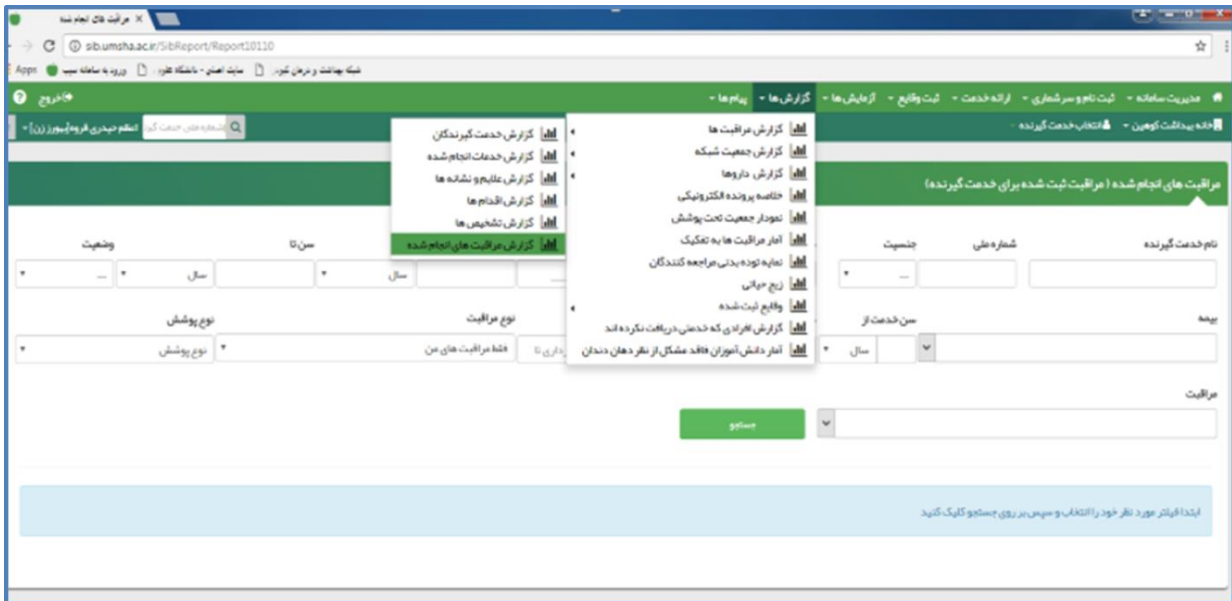 مراقبت های انجام شده
sib.umsha.ac.ir/SibReport/Report10110
Apps ورود به سامانه سیب
شبکه بهداشت و درمان کبودر
مدیریت سامانه ثبت نام و سرشماری ارائه خدمت ثبت وقایع آزمایش ها گزارش ها پیام ها خروج
خانه بهداشت کوهین انتخاب خدمت گیرنده
گزارش مراقبت ها
گزارش جمعیت شبکه
گزارش داروها
خلاصه پرونده الکترونیکی
نمودار جمعیت تحت پوشش
آمار مراقبت ها به تفکیک
نمایه توده بدنی مراجعه کنندگان
زیج حیاتی
وقایع ثبت شده
گزارش افرادی که خدمتی دریافت نکرده اند
آمار دانش آموزان فاقد مشکل از نظر دهان دندان
گزارش خدمت گیرندگان
گزارش خدمات انجام شده
گزارش علایم و نشانه ها
گزارش اقدام ها
گزارش تشخیص ها
گزارش مراقبت های انجام شده
مراقبت های انجام شده (مراقبت ثبت شده برای خدمت گیرنده)
نام خدمت گیرنده شماره ملی جنسیت سن تا وضعیت
... سال سال ...
بیمه سن خدمت از نوع مراقبت نوع پوشش
سال فقط مراقبت های من نوع پوشش
مراقبت
جستجو
ابتدا فیلتر مورد نظر خود را انتخاب و سپس بر روی جستجو کلیک کنید